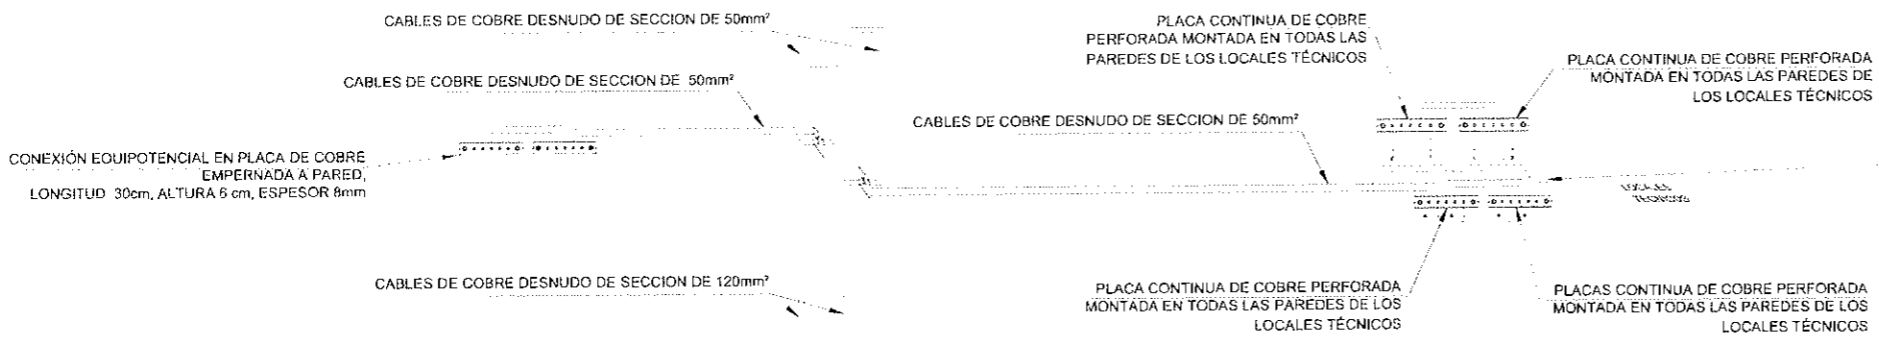 CABLES DE COBRE DESNUDO DE SECCION DE 50mm²
CABLES DE COBRE DESNUDO DE SECCION DE 50mm²
CONEXIÓN EQUIPOTENCIAL EN PLACA DE COBRE
EMPERNADA A PARED,
LONGITUD 30cm, ALTURA 6 cm, ESPESOR 8mm
CABLES DE COBRE DESNUDO DE SECCION DE 120mm²
PLACA CONTINUA DE COBRE
PERFORADA MONTADA EN TODAS LAS
PAREDES DE LOS LOCALES TÉCNICOS
PLACA CONTINUA DE COBRE PERFORADA
MONTADA EN TODAS LAS PAREDES DE
LOS LOCALES TÉCNICOS
CABLES DE COBRE DESNUDO DE SECCION DE 50mm²
LOCALES
TECNICOS
PLACA CONTINUA DE COBRE PERFORADA
MONTADA EN TODAS LAS PAREDES DE LOS
LOCALES TÉCNICOS
PLACAS CONTINUA DE COBRE PERFORADA
MONTADA EN TODAS LAS PAREDES DE LOS
LOCALES TÉCNICOS